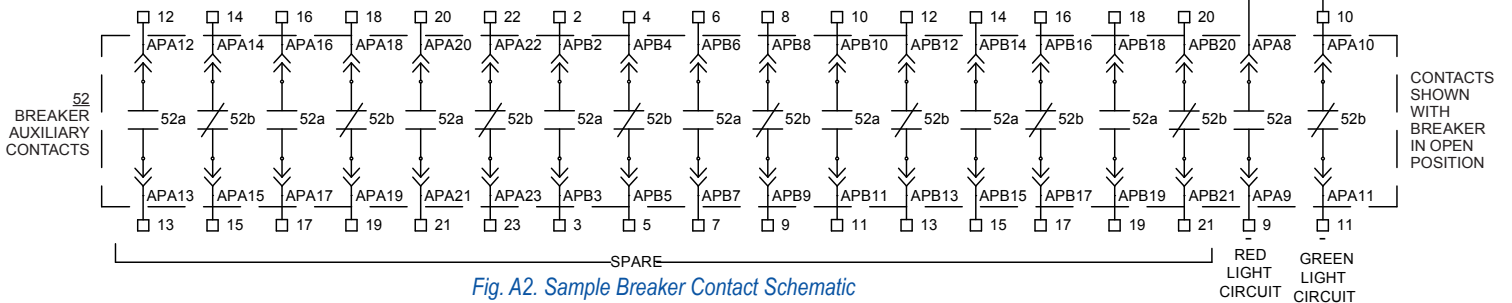 12 14 16 18 20 22 2 4 6 8 10 12 14 16 18 20 10
APA12 APA14 APA16 APA18 APA20 APA22 APB2 APB4 APB6 APB8 APB10 APB12 APB14 APB16 APB18 APB20 APA8 APA10
52
BREAKER
AUXILIARY
CONTACTS
52a 52b 52a 52b 52a 52b 52a 52b 52a 52b 52a 52b 52a 52b 52a 52b 52a 52b
CONTACTS
SHOWN
WITH
BREAKER
IN OPEN
POSITION
APA13 APA15 APA17 APA19 APA21 APA23 APB3 APB5 APB7 APB9 APB11 APB13 APB15 APB17 APB19 APB21 APA9 APA11
13 15 17 19 21 23 3 5 7 9 11 13 15 17 19 21 9 11
SPARE
RED
LIGHT
CIRCUIT
GREEN
LIGHT
CIRCUIT
Fig. A2. Sample Breaker Contact Schematic